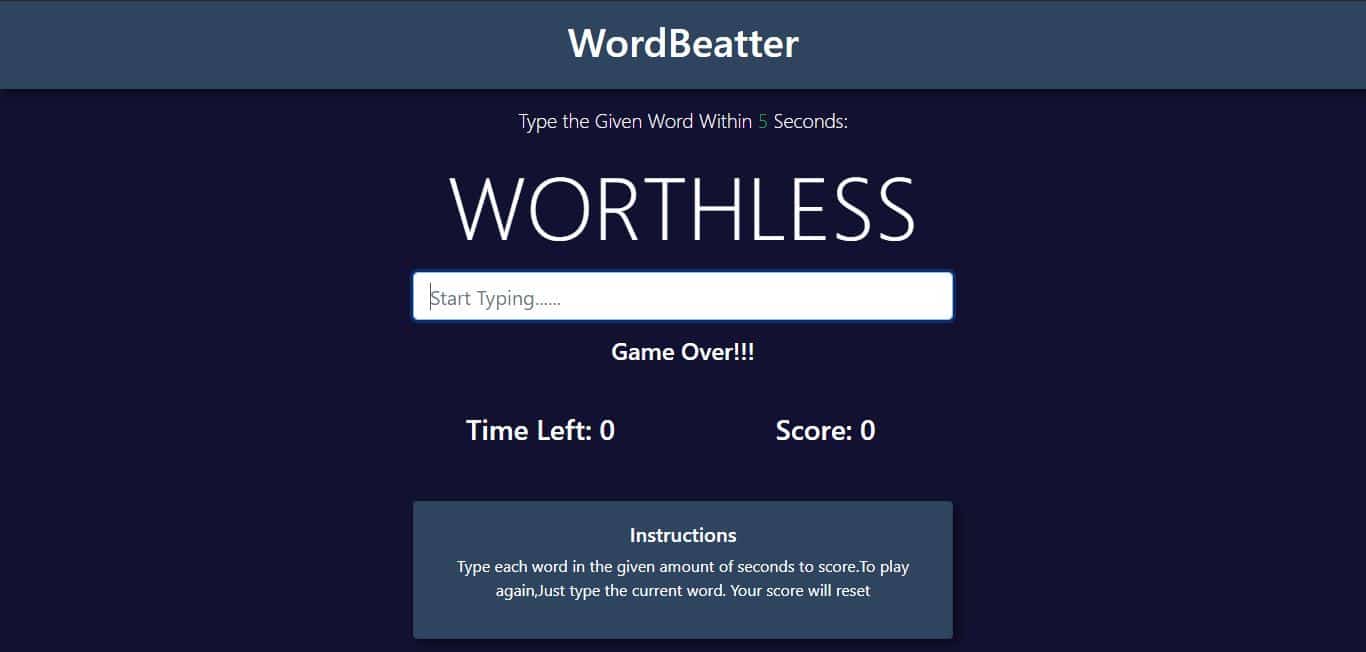 WordBeatter
Type the Given Word Within 5 Seconds:
WORTHLESS
Start Typing......
Game Over!!!
Time Left: 0 Score: 0
Instructions
Type each word in the given amount of seconds to score.To play
again,Just type the current word. Your score will reset